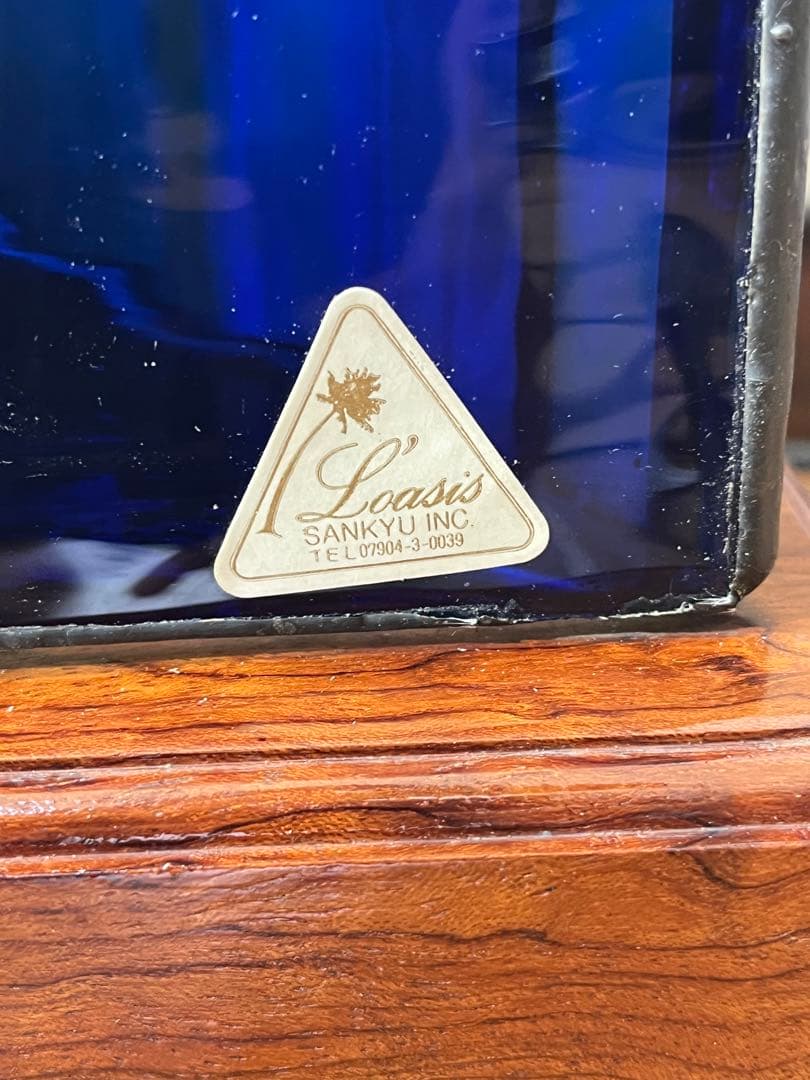 L'oasis
SANKYU INC.
TEL 07904-3-0039